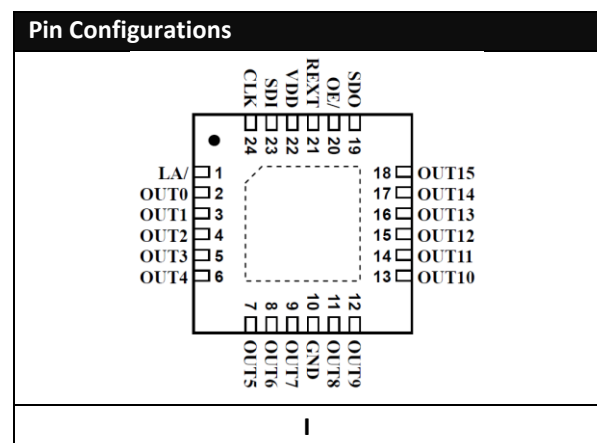 Pin Configurations
CLK SDI VDD REXT OE/ SDO
24 23 22 21 20 19
LA/ 1 18 OUT15
OUT0 2 17 OUT14
OUT1 3 16 OUT13
OUT2 4 15 OUT12
OUT3 5 14 OUT11
OUT4 6 13 OUT10
7 8 9 10 11 12
OUT5 OUT6 OUT7 GND OUT8 OUT9
I